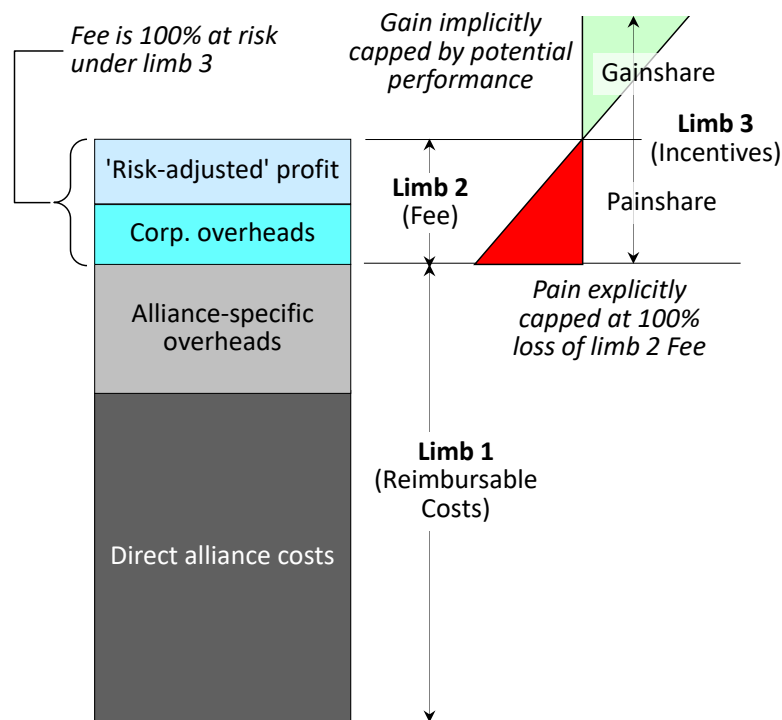 Fee is 100% at risk
under limb 3
Gain implicitly
capped by potential
performance
Gainshare
Limb 3
(Incentives)
'Risk-adjusted' profit
Limb 2
(Fee)
Painshare
Corp. overheads
Pain explicitly
capped at 100%
loss of limb 2 Fee
Alliance-specific
overheads
Limb 1
(Reimbursable
Costs)
Direct alliance costs